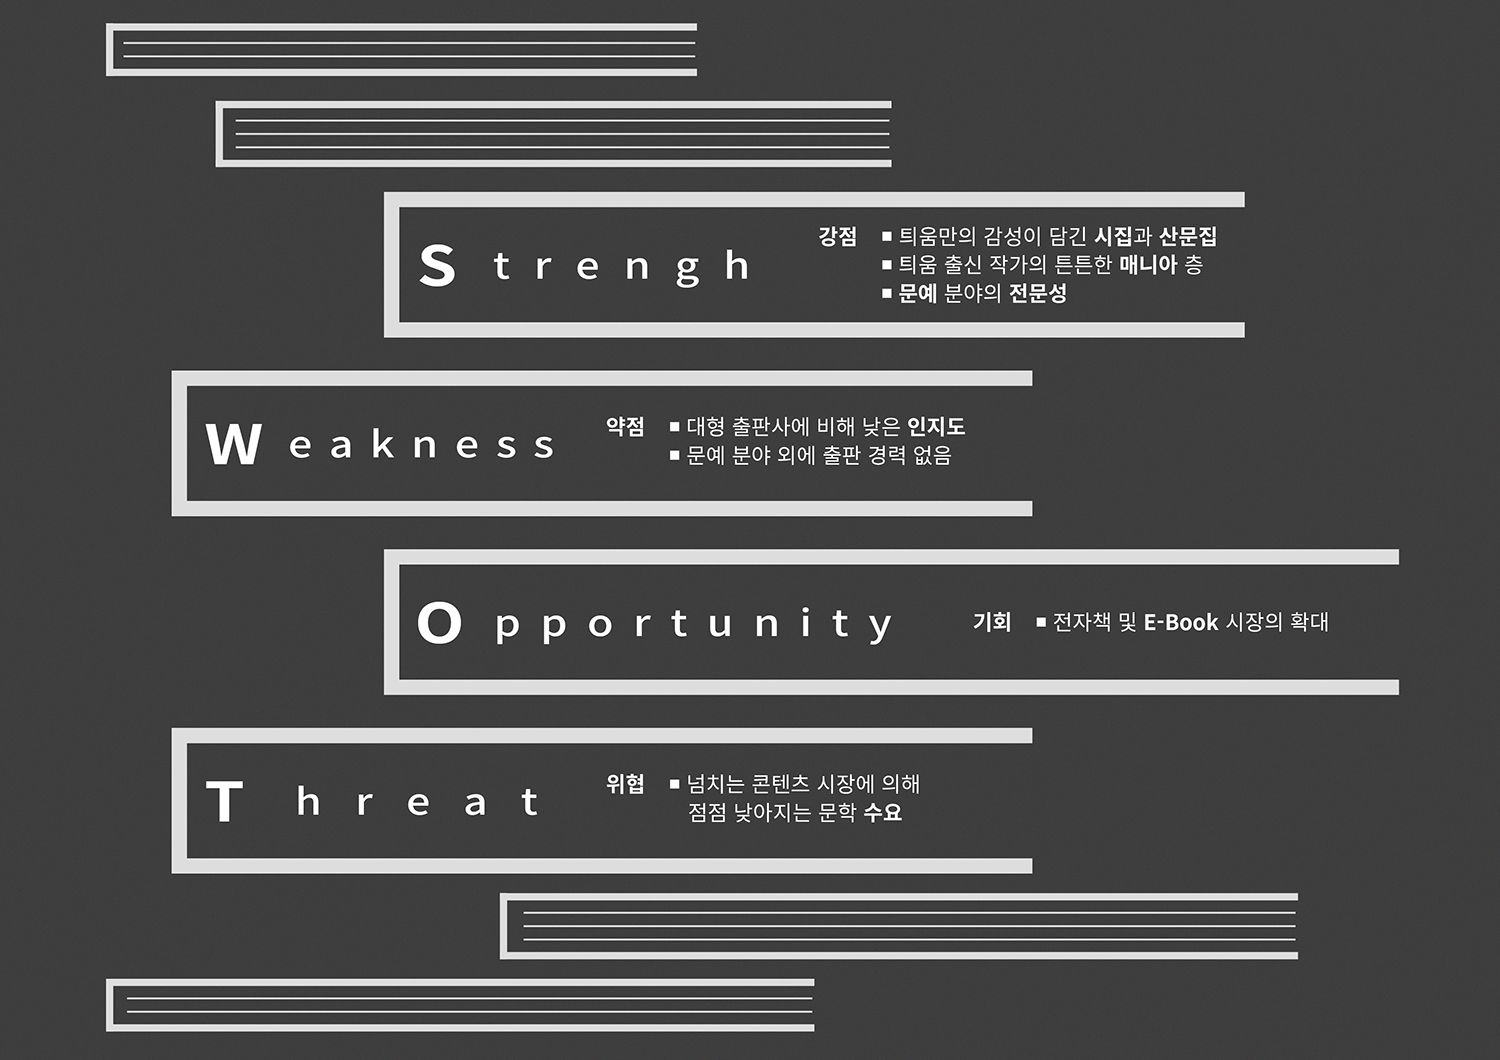 Strengh
강점 ■ 틔움만의 감성이 담긴 시집과 산문집
■ 틔움 출신 작가의 튼튼한 매니아 층
■ 문예 분야의 전문성
Weakness
약점 ■ 대형 출판사에 비해 낮은 인지도
■ 문예 분야 외에 출판 경력 없음
Opportunity
기회 ■ 전자책 및 E-Book 시장의 확대
Threat
위협 ■ 넘치는 콘텐츠 시장에 의해
점점 낮아지는 문학 수요